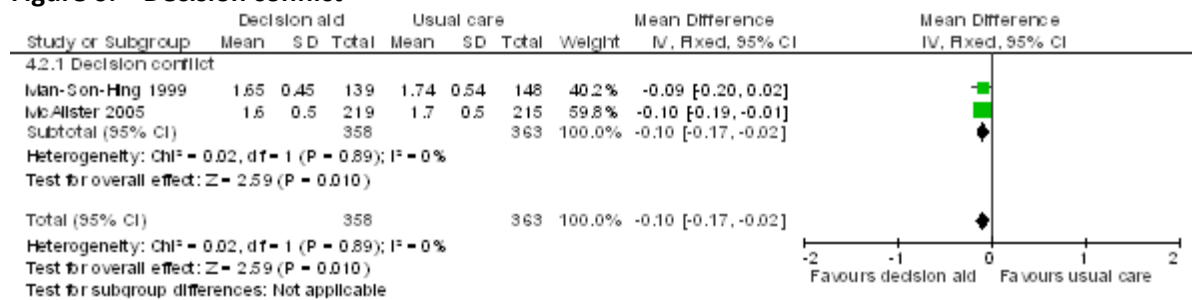 Decision aid Usual care Mean Difference Mean Difference
Study or Subgroup Mean SD Total Mean SD Total Weight IV, Fixed, 95% CI IV, Fixed, 95% CI
4.2.1 Decision conflict
Man-Son-Hing 1999 1.65 0.45 139 1.74 0.54 148 40.2% -0.09 [-0.20, 0.02]
McAlister 2005 1.6 0.5 219 1.7 0.5 215 59.8% -0.10 [-0.19, -0.01]
Subtotal (95% CI) 358 363 100.0% -0.10 [-0.17, -0.02]
Heterogeneity: Chi² = 0.02, df = 1 (P = 0.89); I² = 0%
Test for overall effect: Z = 2.59 (P = 0.010)
Total (95% CI) 358 363 100.0% -0.10 [-0.17, -0.02]
Heterogeneity: Chi² = 0.02, df = 1 (P = 0.89); I² = 0%
Test for overall effect: Z = 2.59 (P = 0.010)
Test for subgroup differences: Not applicable
-2 -1 0 1 2
Favours decision aid Favours usual care